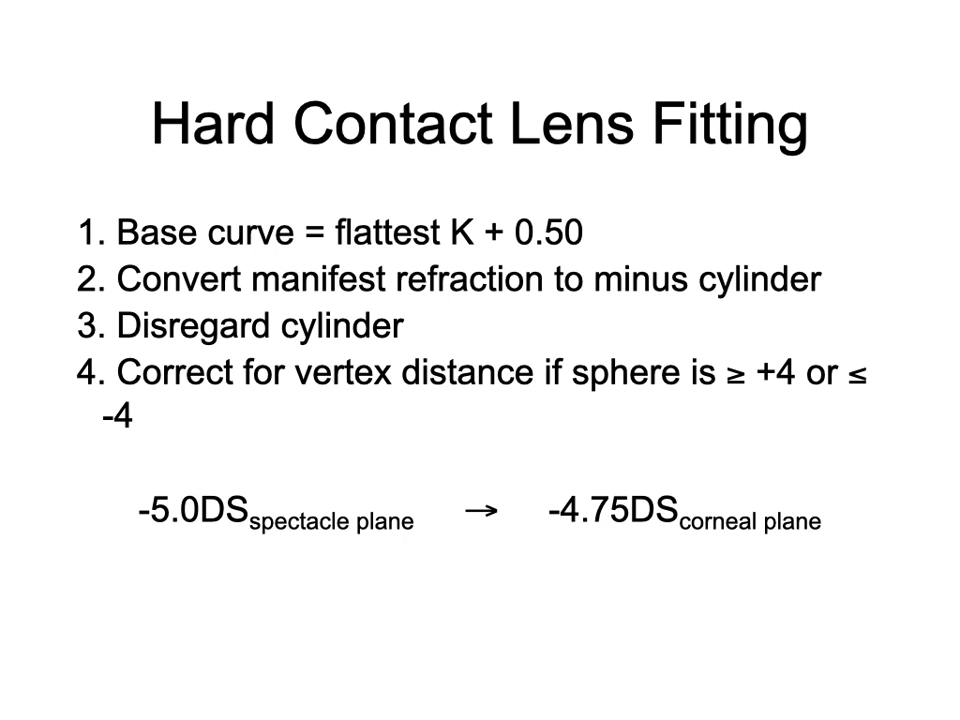 Hard Contact Lens Fitting
1. Base curve = flattest K + 0.50
2. Convert manifest refraction to minus cylinder
3. Disregard cylinder
4. Correct for vertex distance if sphere is ≥ +4 or ≤
-4
-5.0DSspectacle plane → -4.75DScorneal plane